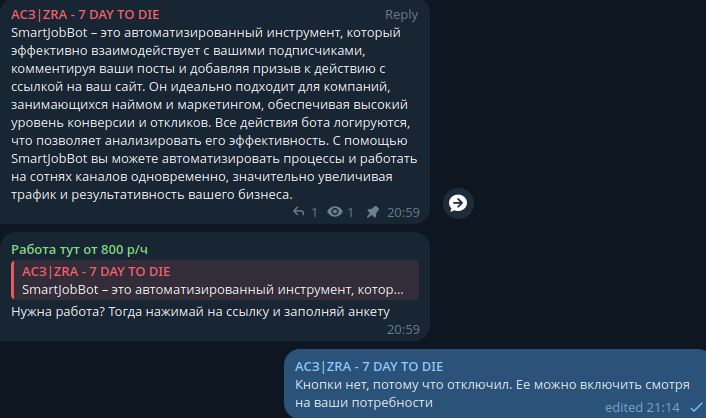 АСЗ|ZRA - 7 DAY TO DIE Reply
SmartJobBot – это автоматизированный инструмент, который
эффективно взаимодействует с вашими подписчиками,
комментируя ваши посты и добавляя призыв к действию с
ссылкой на ваш сайт. Он идеально подходит для компаний,
занимающихся наймом и маркетингом, обеспечивая высокий
уровень конверсии и откликов. Все действия бота логируются,
что позволяет анализировать его эффективность. С помощью
SmartJobBot вы можете автоматизировать процессы и работать
на сотнях каналов одновременно, значительно увеличивая
трафик и результативность вашего бизнеса.
1 1 20:59
Работа тут от 800 р/ч
АСЗ|ZRA - 7 DAY TO DIE
SmartJobBot – это автоматизированный инструмент, котор...
Нужна работа? Тогда нажимай на ссылку и заполняй анкету
20:59
АСЗ|ZRA - 7 DAY TO DIE
Кнопки нет, потому что отключил. Ее можно включить смотря
на ваши потребности
edited 21:14